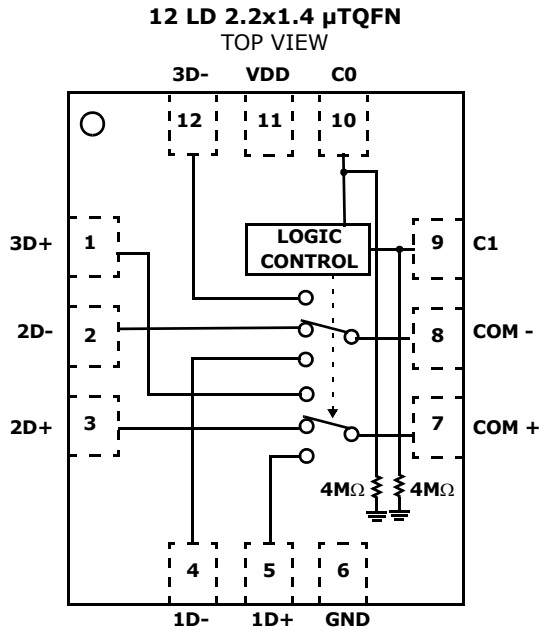 12 LD 2.2x1.4 µTQFN
TOP VIEW
3D- VDD C0
12 11 10
3D+ 1 LOGIC CONTROL 9 C1
2D- 2 8 COM -
2D+ 3 7 COM +
4MΩ 4MΩ
4 5 6
1D- 1D+ GND